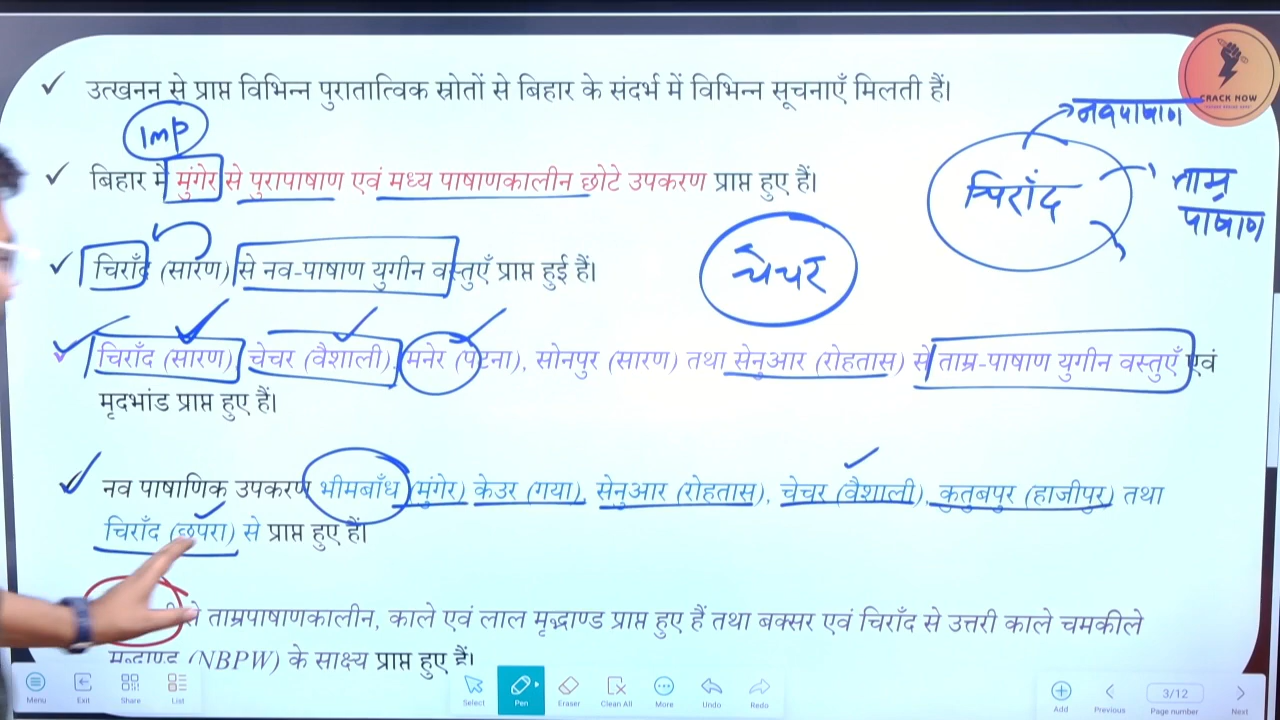 उत्खनन से प्राप्त विभिन्न पुरातात्विक स्रोतों से बिहार के संदर्भ में विभिन्न सूचनाएँ मिलती हैं।
CRACK NOW
Imp
नवपाषाण
बिहार में मुंगेर से पुरापाषाण एवं मध्य पाषाणकालीन छोटे उपकरण प्राप्त हुए हैं।
चिराँद
ताम्र
पाषाण
चिराँद (सारण) से नव-पाषाण युगीन वस्तुएँ प्राप्त हुई हैं।
चेचर
चिराँद (सारण), चेचर (वैशाली), मनेर (पटना), सोनपुर (सारण) तथा सेनुआर (रोहतास) से ताम्र-पाषाण युगीन वस्तुएँ एवं
मृदभांड प्राप्त हुए हैं।
नव पाषाणिक उपकरण भीमबाँध (मुंगेर) केउर (गया), सेनुआर (रोहतास), चेचर (वैशाली), कुतुबपुर (हाजीपुर) तथा
चिराँद (छपरा) से प्राप्त हुए हैं।
से ताम्रपाषाणकालीन, काले एवं लाल मृद्भाण्ड प्राप्त हुए हैं तथा बक्सर एवं चिराँद से उत्तरी काले चमकीले
मृद्भाण्ड (NBPW) के साक्ष्य प्राप्त हुए हैं।
Menu Exit Share List Select Pen Eraser Clean All More Undo Redo Add Previous 3/12 Page number Next